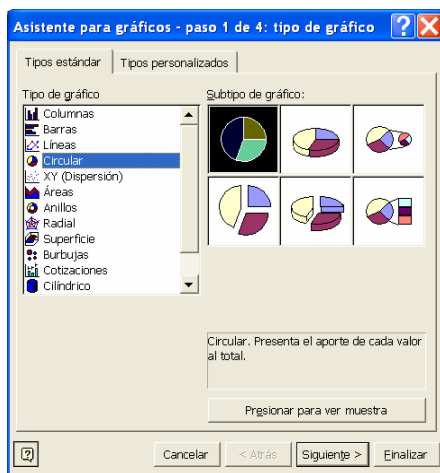 Asistente para gráficos - paso 1 de 4: tipo de gráfico
Tipos estándar Tipos personalizados
Tipo de gráfico
Columnas
Barras
Líneas
Circular
XY (Dispersión)
Áreas
Anillos
Radial
Superficie
Burbujas
Cotizaciones
Cilíndrico
Subtipo de gráfico:
Circular. Presenta el aporte de cada valor
al total.
Presionar para ver muestra
Cancelar < Atrás Siguiente > Finalizar